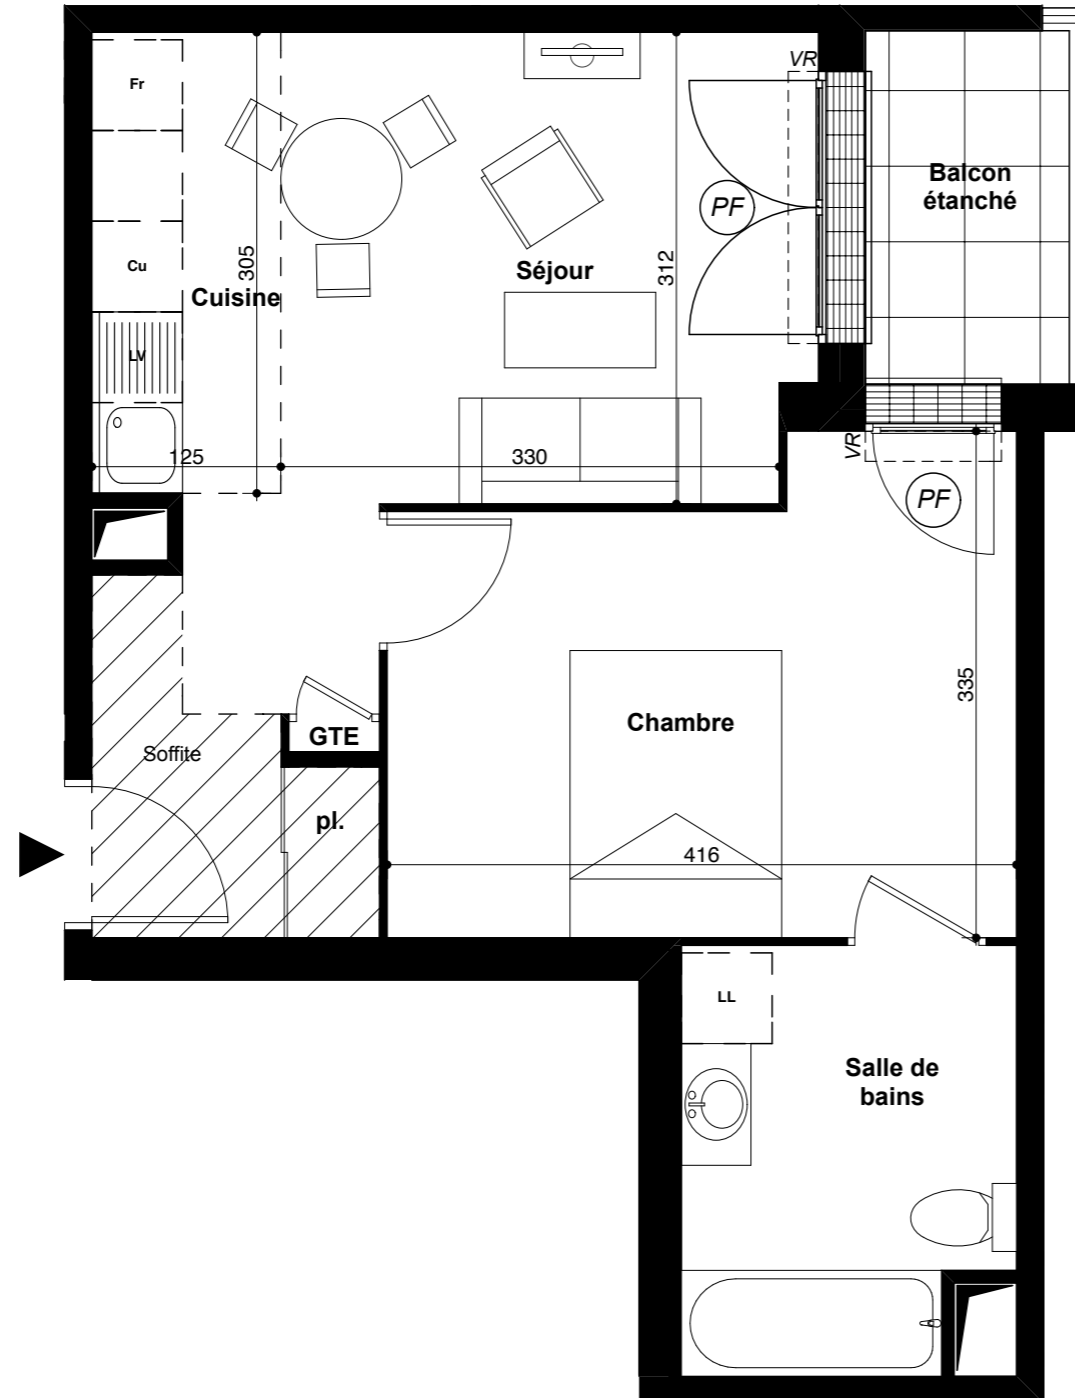 VR
Fr
PF
Balcon
étanché
Cu
305
Cuisine
Séjour
312
LV
125
330
VR
PF
335
Chambre
GTE
Soffite
pl.
416
LL
Salle de
bains